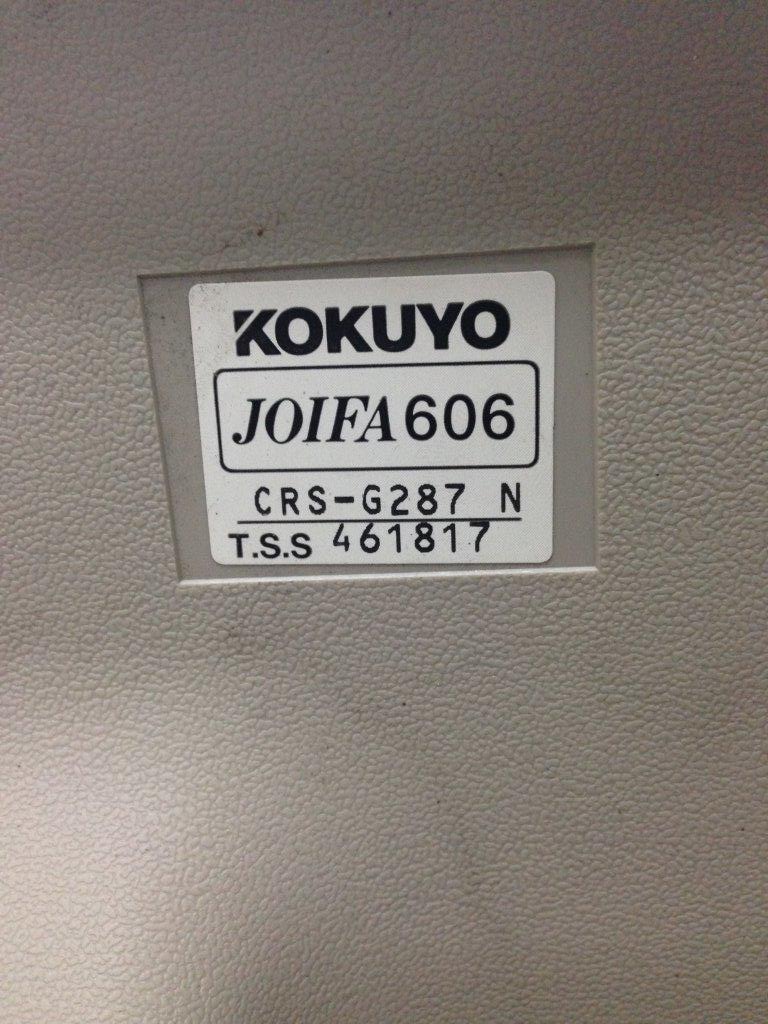 KOKUYO
JOIFA606
CRS-G287 N
T.S.S 461817